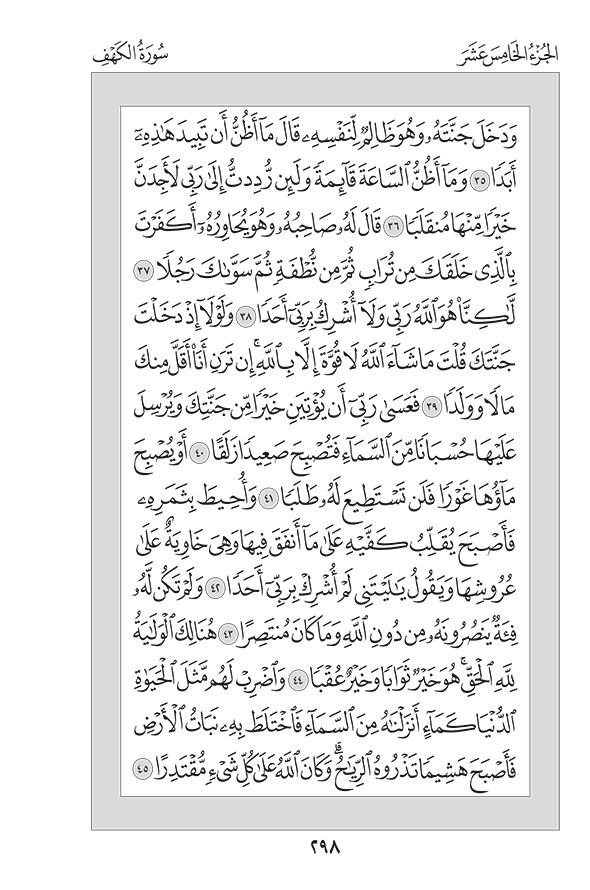 الجُزْءُ الخَامِسَ عَشَرَ
سُورَةُ الكَهْفِ
وَدَخَلَ جَنَّتَهُۥ وَهُوَ ظَالِمٞ لِّنَفۡسِهِۦ قَالَ مَآ أَظُنُّ أَن تَبِيدَ هَٰذِهِۦٓ
أَبَدٗا ٣٥ وَمَآ أَظُنُّ ٱلسَّاعَةَ قَآئِمَةٗ وَلَئِن رُّدِدتُّ إِلَىٰ رَبِّي لَأَجِدَنَّ
خَيۡرٗا مِّنۡهَا مُنقَلَبٗا ٣٦ قَالَ لَهُۥ صَاحِبُهُۥ وَهُوَ يُحَاوِرُهُۥٓ أَكَفَرۡتَ
بِٱلَّذِي خَلَقَكَ مِن تُرَابٖ ثُمَّ مِن نُّطۡفَةٖ ثُمَّ سَوَّىٰكَ رَجُلٗا ٣٧
لَّٰكِنَّا۠ هُوَ ٱللَّهُ رَبِّي وَلَآ أُشۡرِكُ بِرَبِّيٓ أَحَدٗا ٣٨ وَلَوۡلَآ إِذۡ دَخَلۡتَ
جَنَّتَكَ قُلۡتَ مَا شَآءَ ٱللَّهُ لَا قُوَّةَ إِلَّا بِٱللَّهِۚ إِن تَرَنِ أَنَا۠ أَقَلَّ مِنكَ
مَالٗا وَوَلَدٗا ٣٩ فَعَسَىٰ رَبِّيٓ أَن يُؤۡتِيَنِ خَيۡرٗا مِّن جَنَّتِكَ وَيُرۡسِلَ
عَلَيۡهَا حُسۡبَانٗا مِّنَ ٱلسَّمَآءِ فَتُصۡبِحَ صَعِيدٗا زَلَقًا ٤٠ أَوۡ يُصۡبِحَ
مَآؤُهَا غَوۡرٗا فَلَن تَسۡتَطِيعَ لَهُۥ طَلَبٗا ٤١ وَأُحِيطَ بِثَمَرِهِۦ
فَأَصۡبَحَ يُقَلِّبُ كَفَّيۡهِ عَلَىٰ مَآ أَنفَقَ فِيهَا وَهِيَ خَاوِيَةٌ عَلَىٰ
عُرُوشِهَا وَيَقُولُ يَٰلَيۡتَنِي لَمۡ أُشۡرِكۡ بِرَبِّيٓ أَحَدٗا ٤٢ وَلَمۡ تَكُن لَّهُۥ
فِئَةٞ يَنصُرُونَهُۥ مِن دُونِ ٱللَّهِ وَمَا كَانَ مُنتَصِرًا ٤٣ هُنَالِكَ ٱلۡوَلَٰيَةُ
لِلَّهِ ٱلۡحَقِّۚ هُوَ خَيۡرٞ ثَوَابٗا وَخَيۡرٌ عُقۡبٗا ٤٤ وَٱضۡرِبۡ لَهُم مَّثَلَ ٱلۡحَيَوٰةِ
ٱلدُّنۡيَا كَمَآءٍ أَنزَلۡنَٰهُ مِنَ ٱلسَّمَآءِ فَٱخۡتَلَطَ بِهِۦ نَبَاتُ ٱلۡأَرۡضِ
فَأَصۡبَحَ هَشِيمٗا تَذۡرُوهُ ٱلرِّيَٰحُۗ وَكَانَ ٱللَّهُ عَلَىٰ كُلِّ شَيۡءٖ مُّقۡتَدِرًا ٤٥
٢٩٨